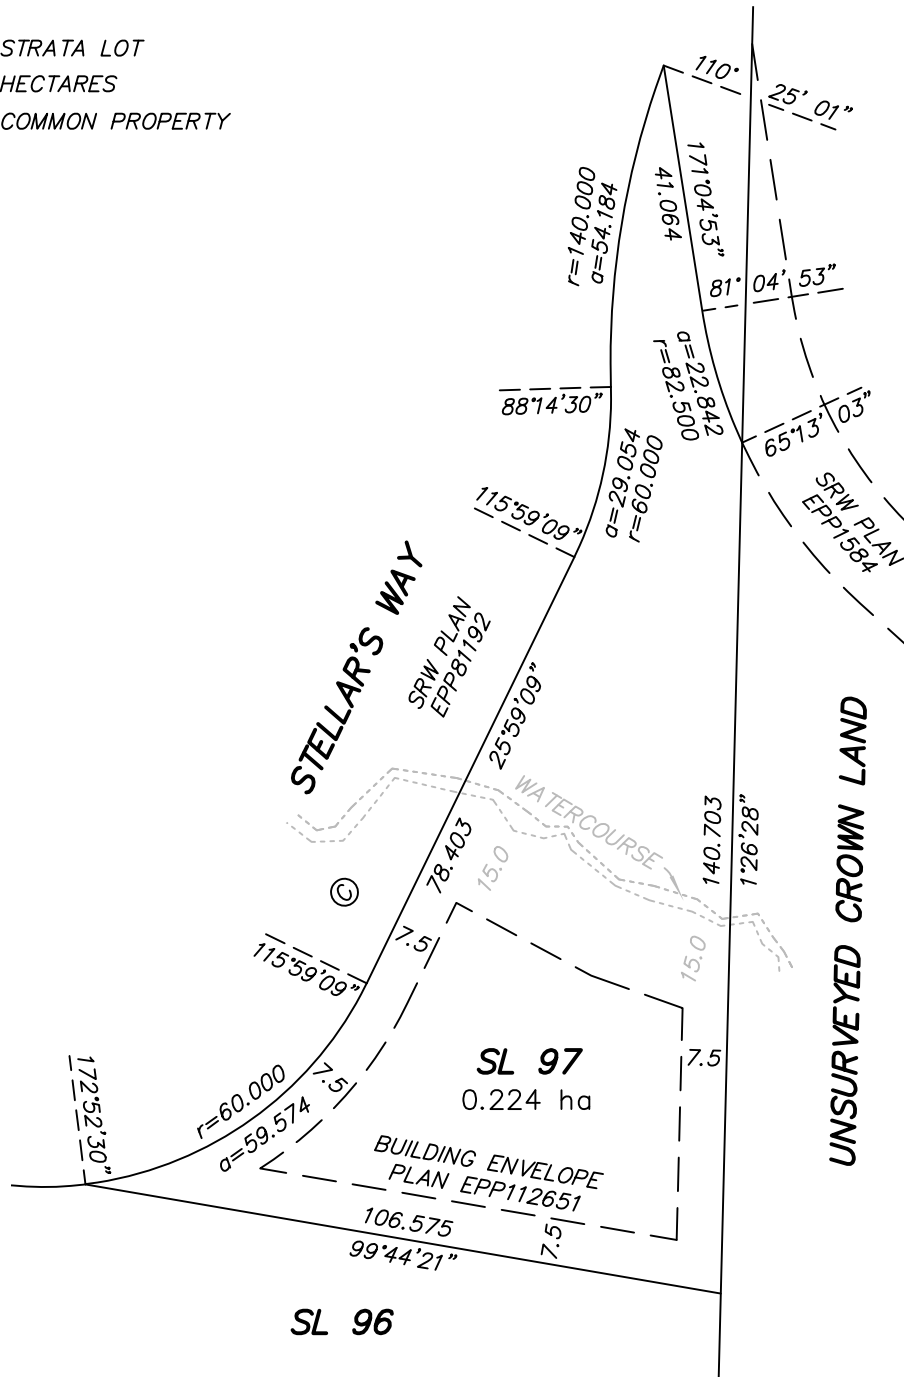 STRATA LOT
HECTARES
COMMON PROPERTY
110° 25' 01"
171°04'53"
41.064
r=140.000
a=54.184
81° 04' 53"
a=22.842
r=82.500
88°14'30"
65°13' 03"
a=29.054
r=60.000
115°59'09"
SRW PLAN
EPP1584
STELLAR'S WAY
SRW PLAN
EPP81192
25°59'09"
78.403
WATERCOURSE
15.0
140.703
1°26'28"
UNSURVEYED CROWN LAND
C
7.5
115°59'09"
15.0
SL 97
0.224 ha
7.5
172°52'30"
r=60.000
a=59.574
7.5
BUILDING ENVELOPE
PLAN EPP112651
106.575
99°44'21"
7.5
SL 96